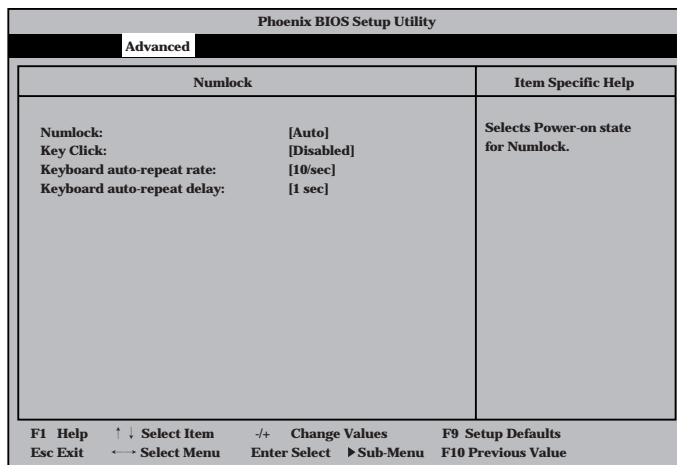 Phoenix BIOS Setup Utility
Advanced
Numlock
Item Specific Help
Numlock: [Auto]
Key Click: [Disabled]
Keyboard auto-repeat rate: [10/sec]
Keyboard auto-repeat delay: [1 sec]
Selects Power-on state
for Numlock.
F1 Help ↑ ↓ Select Item -/+ Change Values F9 Setup Defaults
Esc Exit ←→ Select Menu Enter Select ▶Sub-Menu F10 Previous Value